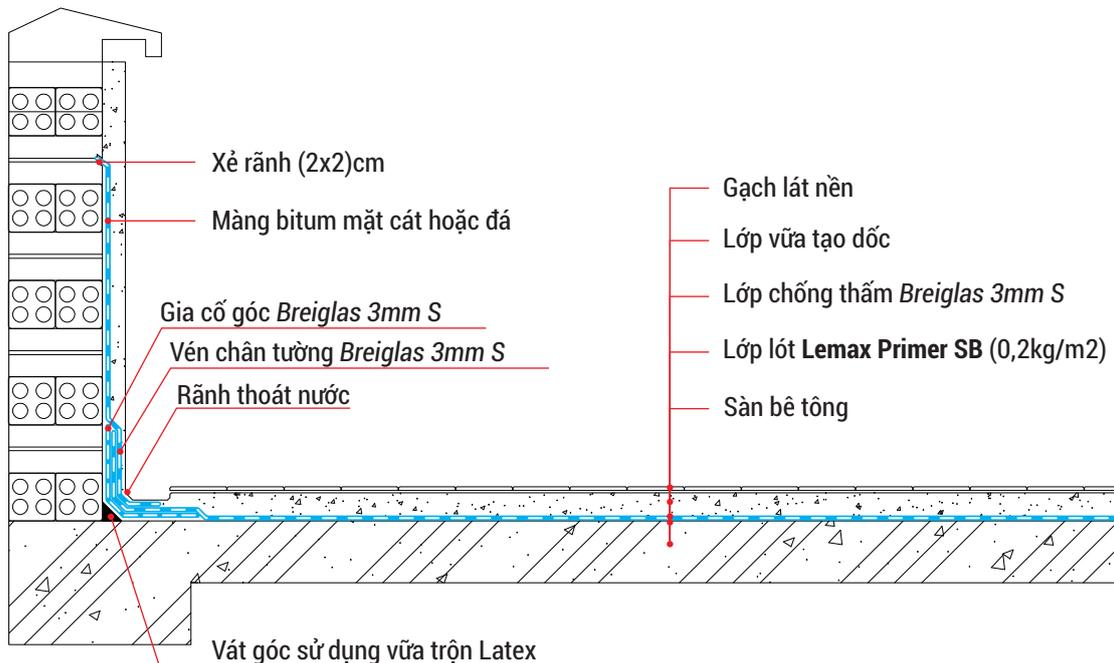 Xẻ rãnh (2x2)cm
Màng bitum mặt cát hoặc đá
Gia cố góc Breiglas 3mm S
Vén chân tường Breiglas 3mm S
Rãnh thoát nước
Gạch lát nền
Lớp vữa tạo dốc
Lớp chống thấm Breiglas 3mm S
Lớp lót Lemax Primer SB (0,2kg/m2)
Sàn bê tông
Vát góc sử dụng vữa trộn Latex